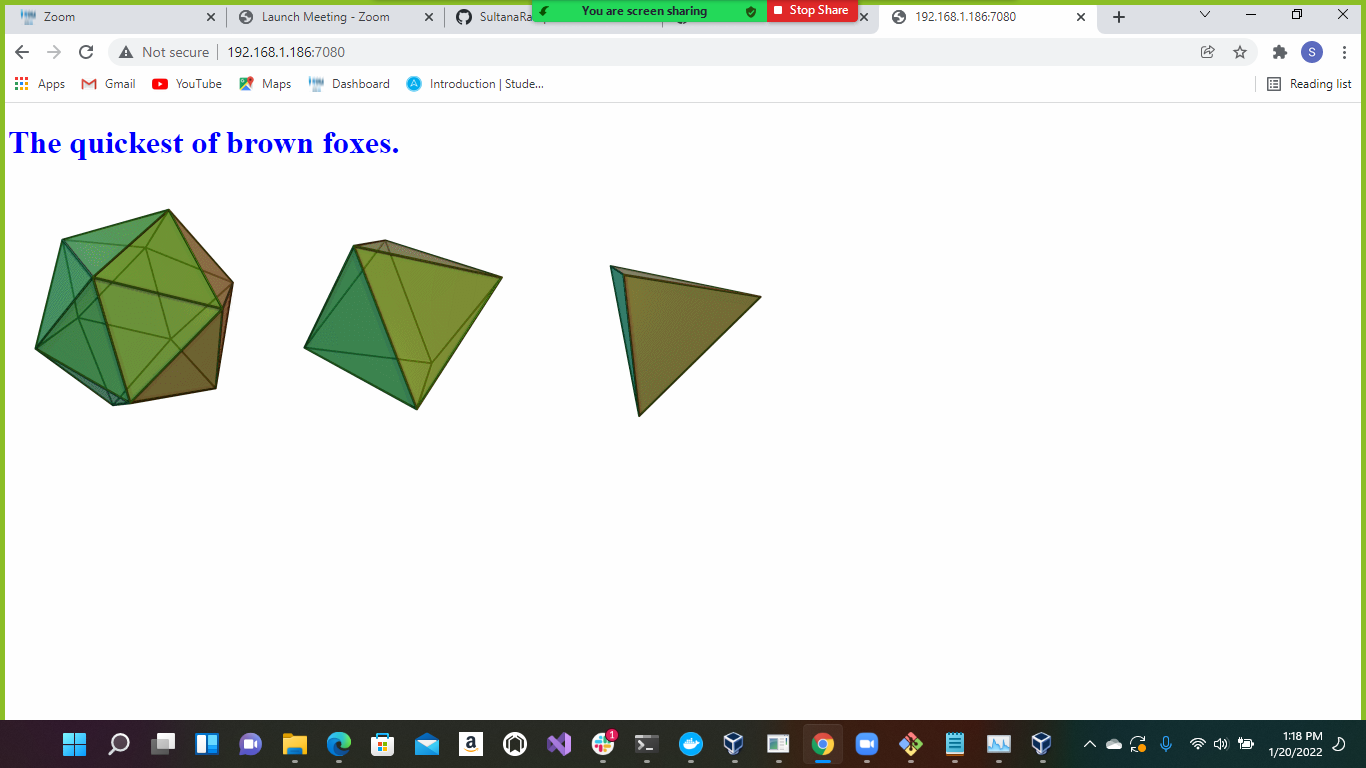 Zoom
Launch Meeting - Zoom
SultanaRa
You are screen sharing
Stop Share
192.168.1.186:7080
Not secure
192.168.1.186:7080
S
Apps
Gmail
YouTube
Maps
Dashboard
Introduction | Stude...
Reading list
The quickest of brown foxes.
1
1:18 PM
1/20/2022